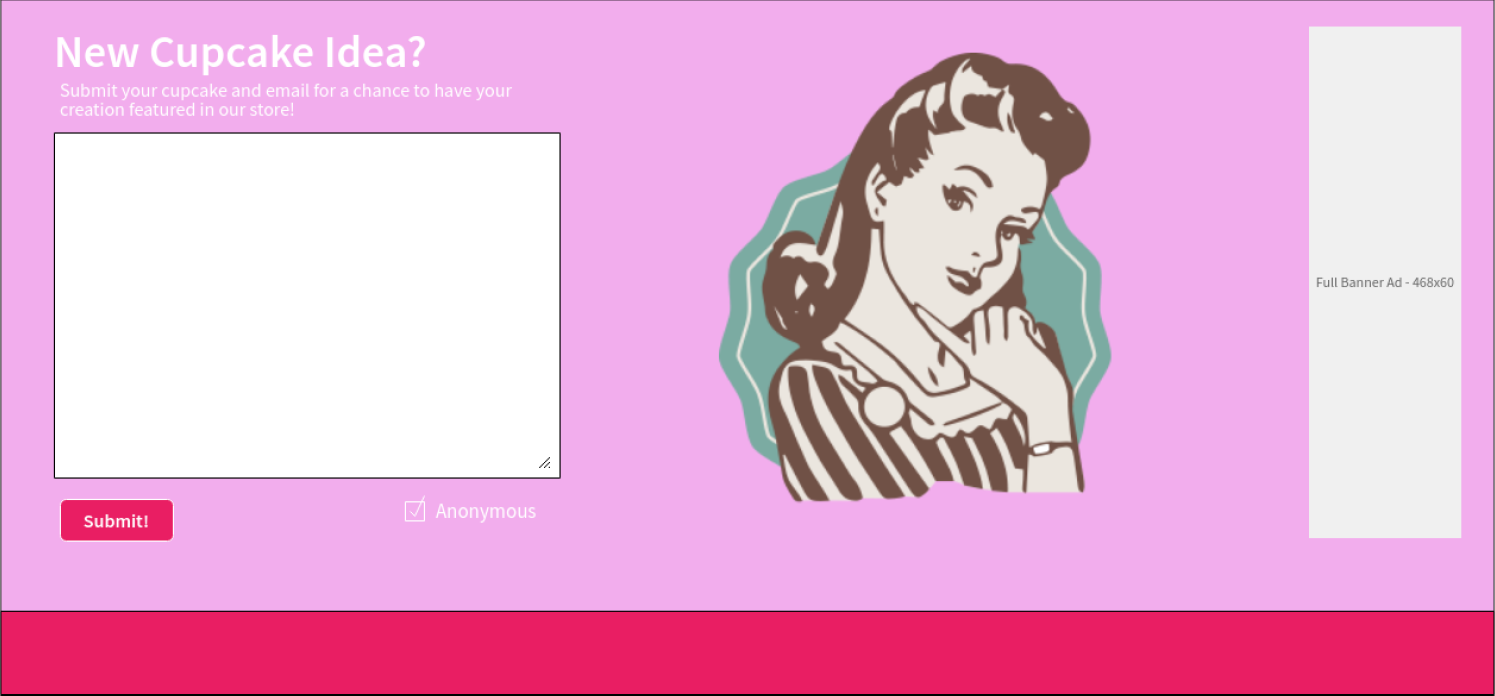 New Cupcake Idea?
Submit your cupcake and email for a chance to have your
creation featured in our store!
Full Banner Ad - 468x60
Submit!
Anonymous